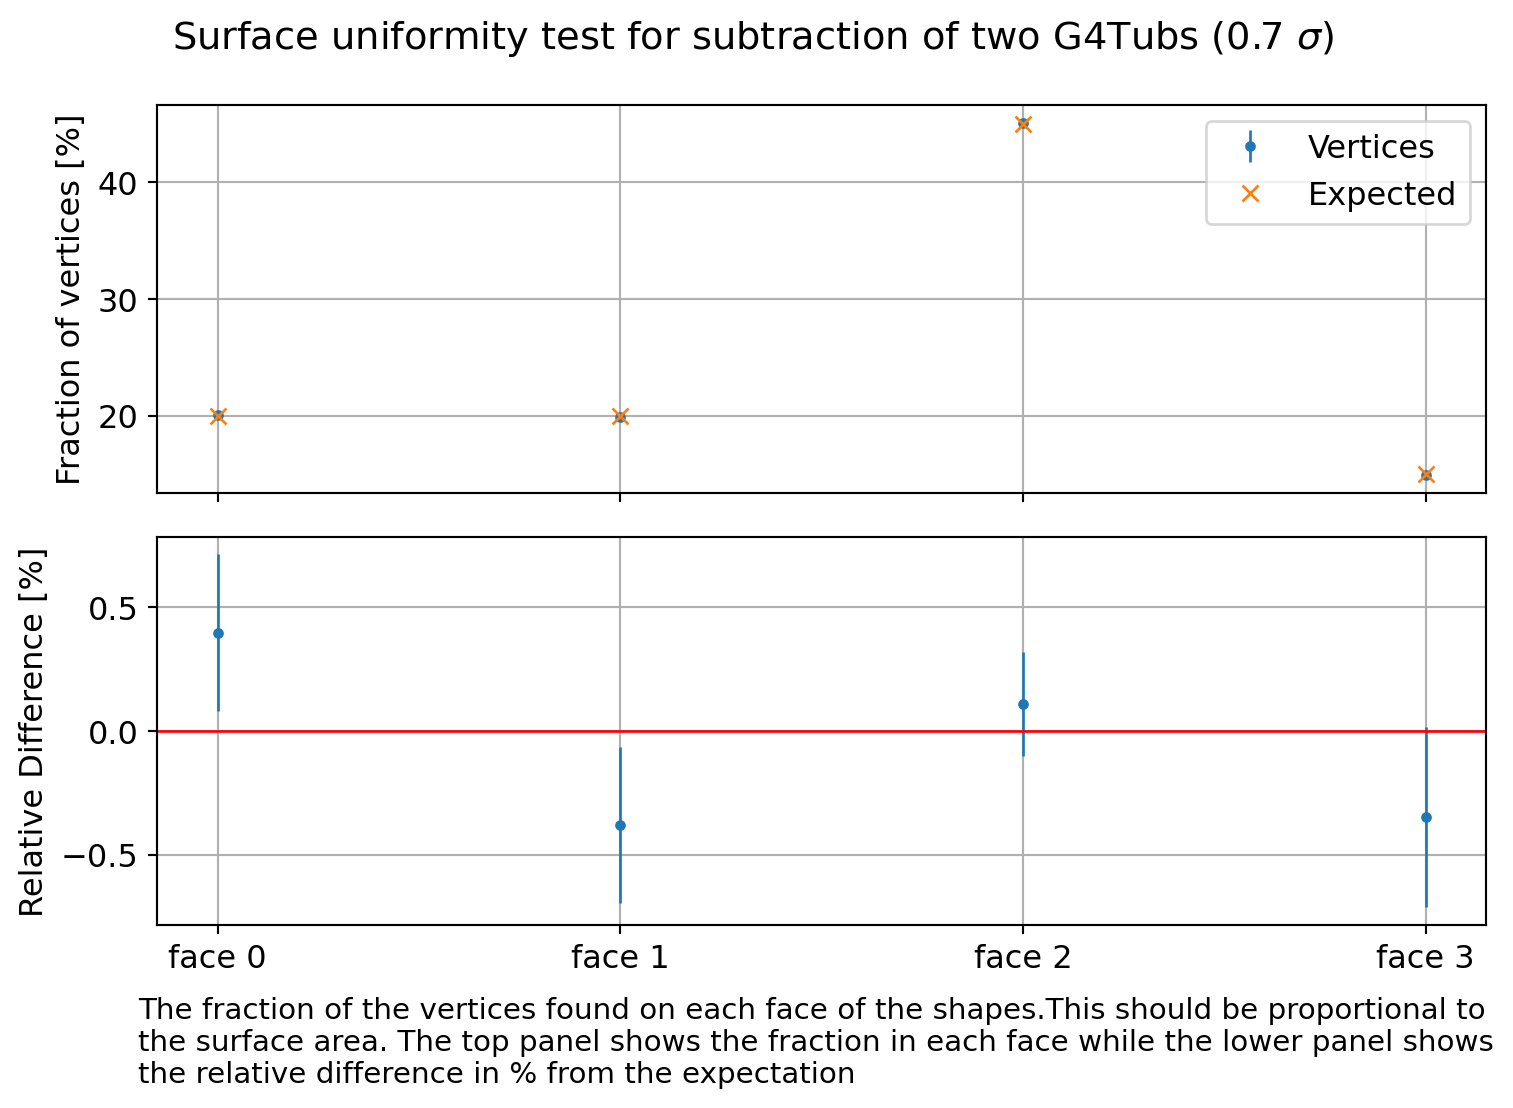 Surface uniformity test for subtraction of two G4Tubs (0.7 σ)
Fraction of vertices [%]
40
30
20
Vertices
Expected
Relative Difference [%]
0.5
0.0
−0.5
face 0
face 1
face 2
face 3
The fraction of the vertices found on each face of the shapes.This should be proportional to
the surface area. The top panel shows the fraction in each face while the lower panel shows
the relative difference in % from the expectation